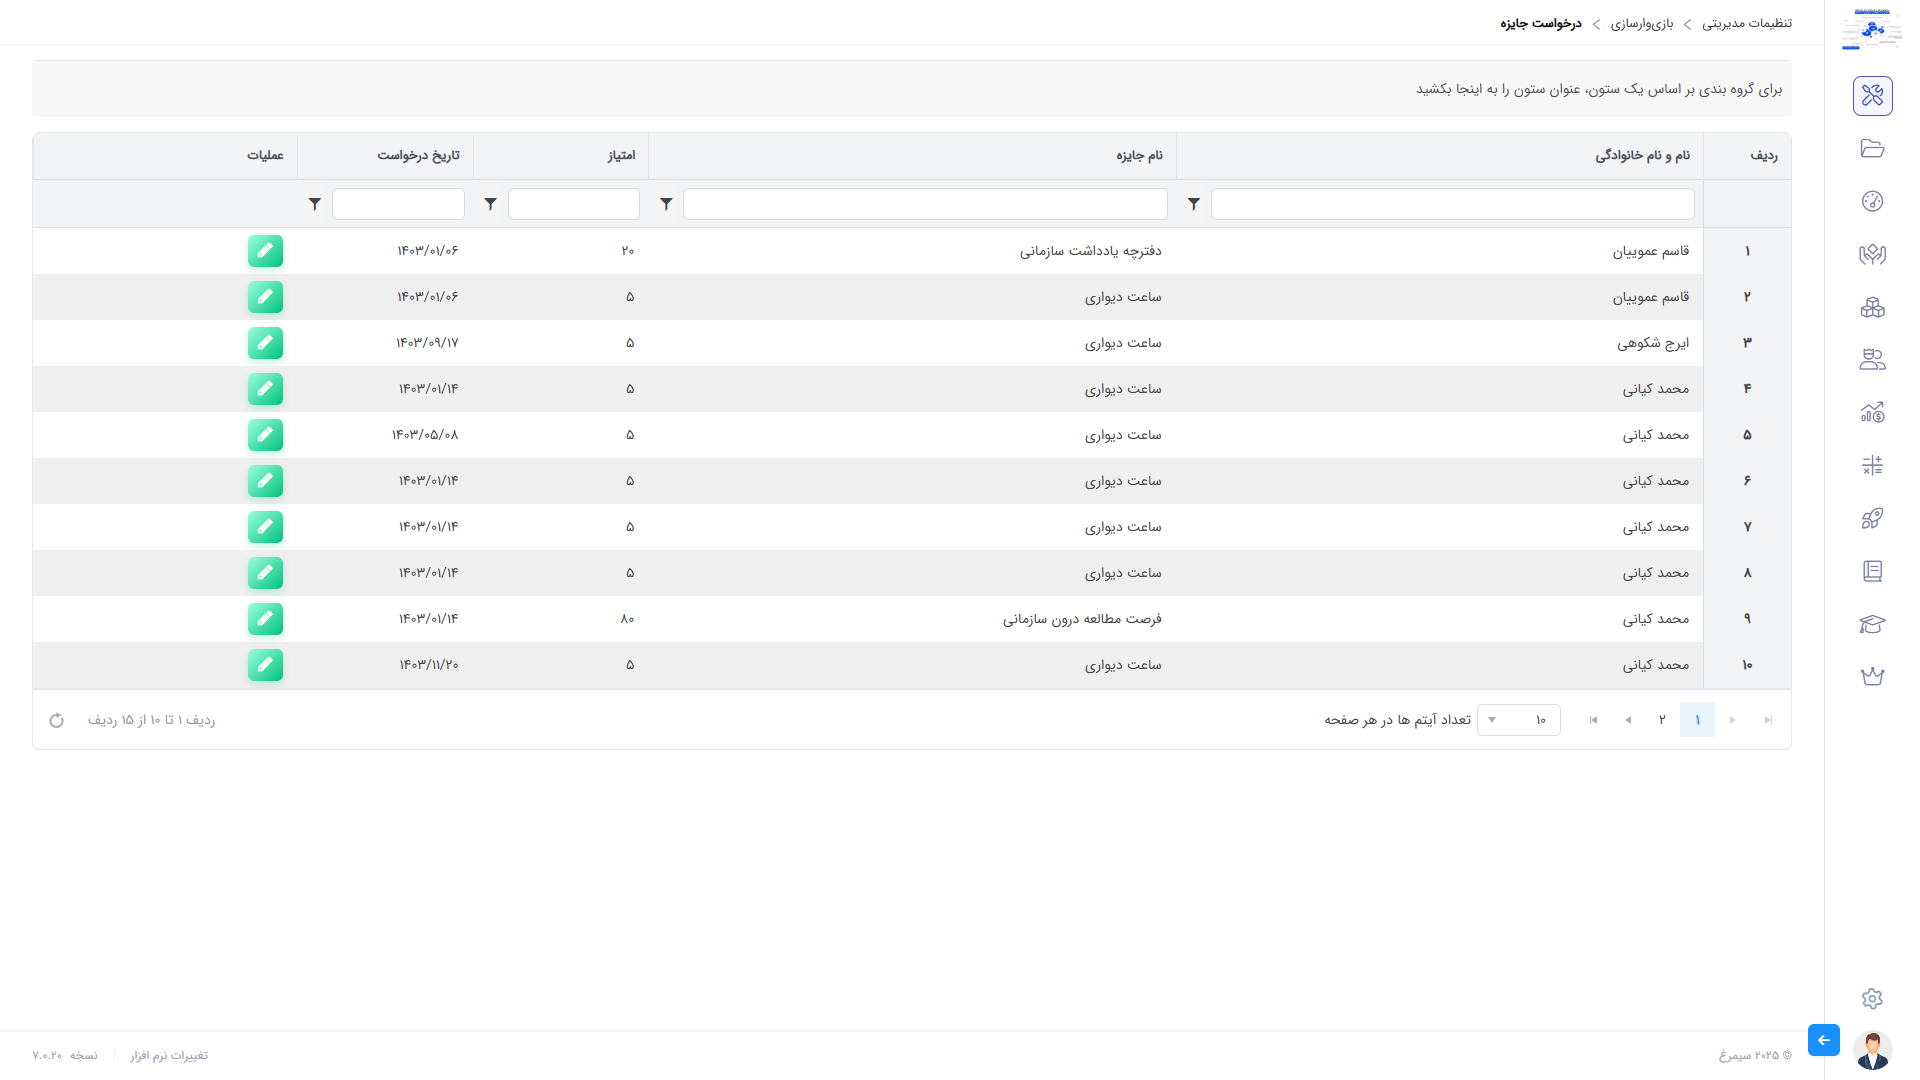 تنظیمات مدیریتی > بازی‌وارسازی > درخواست جایزه
برای گروه بندی بر اساس یک ستون، عنوان ستون را به اینجا بکشید
ردیف نام و نام خانوادگی نام جایزه امتیاز تاریخ درخواست عملیات
۱ قاسم عموییان دفترچه یادداشت سازمانی ۲۰ ۱۴۰۳/۰۱/۰۶
۲ قاسم عموییان ساعت دیواری ۵ ۱۴۰۳/۰۱/۰۶
۳ ایرج شکوهی ساعت دیواری ۵ ۱۴۰۳/۰۹/۱۷
۴ محمد کیانی ساعت دیواری ۵ ۱۴۰۳/۰۱/۱۴
۵ محمد کیانی ساعت دیواری ۵ ۱۴۰۳/۰۵/۰۸
۶ محمد کیانی ساعت دیواری ۵ ۱۴۰۳/۰۱/۱۴
۷ محمد کیانی ساعت دیواری ۵ ۱۴۰۳/۰۱/۱۴
۸ محمد کیانی ساعت دیواری ۵ ۱۴۰۳/۰۱/۱۴
۹ محمد کیانی فرصت مطالعه درون سازمانی ۸۰ ۱۴۰۳/۰۱/۱۴
۱۰ محمد کیانی ساعت دیواری ۵ ۱۴۰۳/۱۱/۲۰
۱ ۲ ۱۰ تعداد آیتم ها در هر صفحه ردیف ۱ تا ۱۰ از ۱۵ ردیف
© ۲۰۲۵ سیمرغ تغییرات نرم افزار نسخه ۷.۰.۲۰